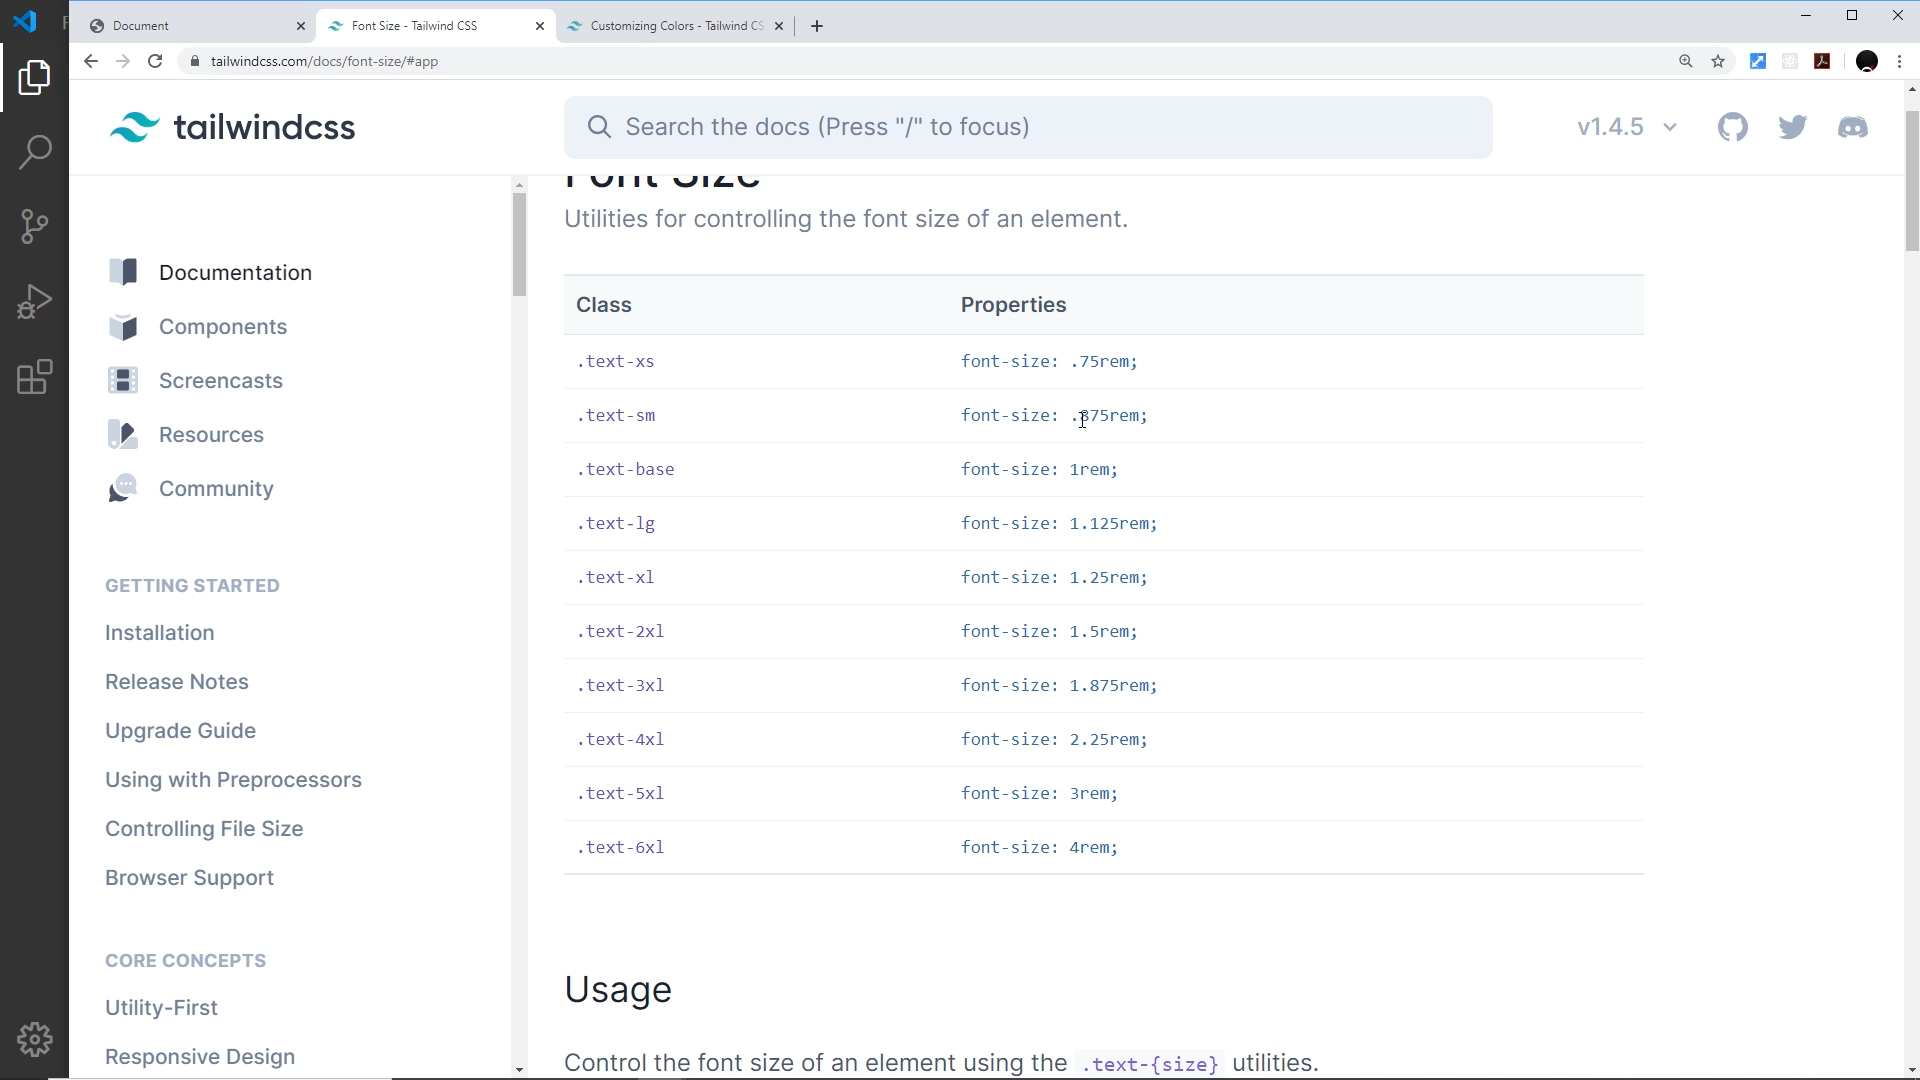 Document
Font Size - Tailwind CSS
Customizing Colors - Tailwind CS
tailwindcss.com/docs/font-size/#app
tailwindcss
Search the docs (Press "/" to focus)
v1.4.5
Font Size
Utilities for controlling the font size of an element.
Documentation
Components
Screencasts
Resources
Community
GETTING STARTED
Installation
Release Notes
Upgrade Guide
Using with Preprocessors
Controlling File Size
Browser Support
CORE CONCEPTS
Utility-First
Responsive Design
Class Properties
.text-xs font-size: .75rem;
.text-sm font-size: .875rem;
.text-base font-size: 1rem;
.text-lg font-size: 1.125rem;
.text-xl font-size: 1.25rem;
.text-2xl font-size: 1.5rem;
.text-3xl font-size: 1.875rem;
.text-4xl font-size: 2.25rem;
.text-5xl font-size: 3rem;
.text-6xl font-size: 4rem;
Usage
Control the font size of an element using the .text-{size} utilities.